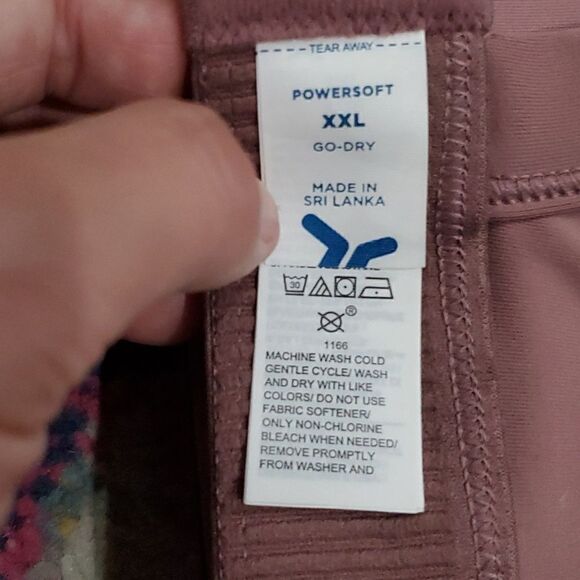 TEAR AWAY
POWERSOFT
XXL
GO-DRY
MADE IN
SRI LANKA
30
®
1166
MACHINE WASH COLD
GENTLE CYCLE/ WASH
AND DRY WITH LIKE
COLORS/ DO NOT USE
FABRIC SOFTENER/
ONLY NON-CHLORINE
BLEACH WHEN NEEDED/
REMOVE PROMPTLY
FROM WASHER AND